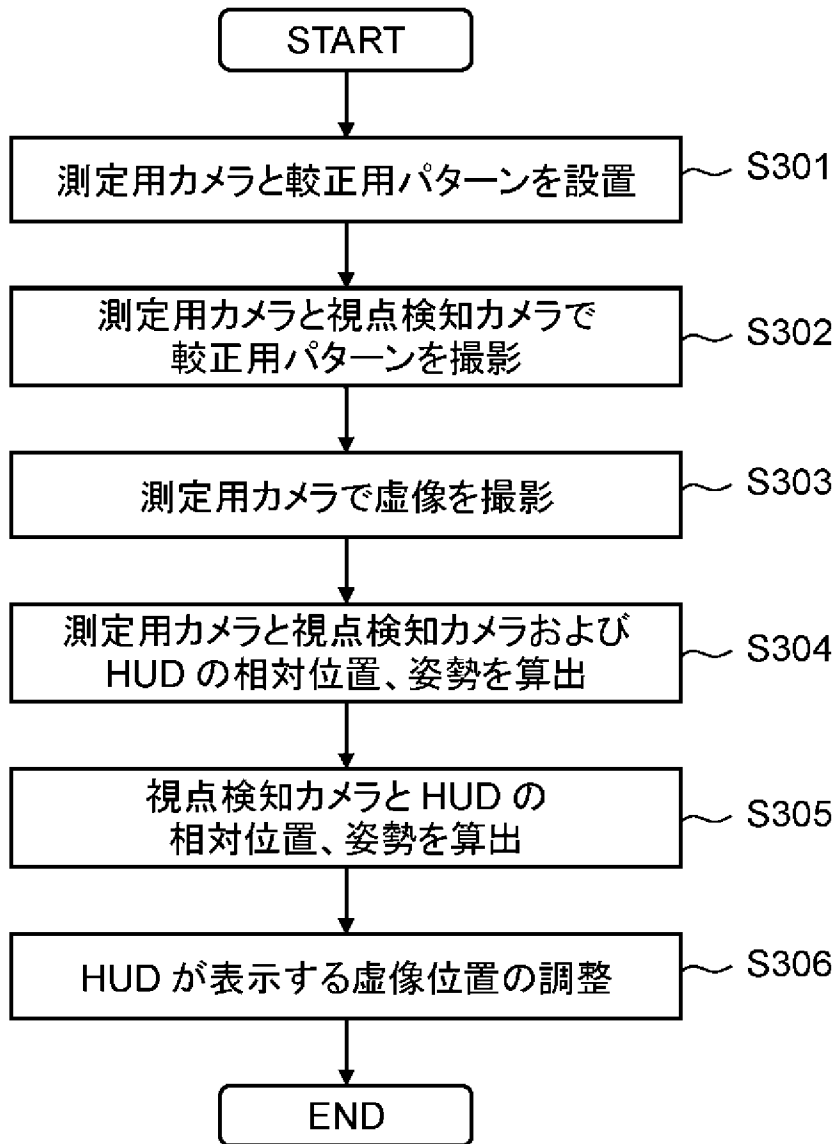 START
測定用カメラと較正用パターンを設置
S301
測定用カメラと視点検知カメラで
較正用パターンを撮影
S302
測定用カメラで虚像を撮影
S303
測定用カメラと視点検知カメラおよび
HUD の相対位置、姿勢を算出
S304
視点検知カメラと HUD の
相対位置、姿勢を算出
S305
HUD が表示する虚像位置の調整
S306
END